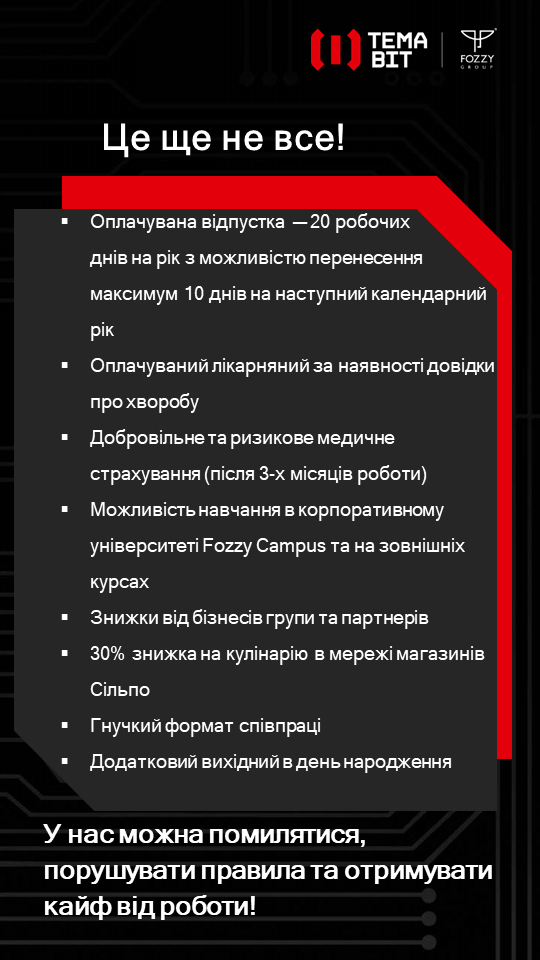 ТЕМА
ВІТ
FOZZY
GROUP
Це ще не все!
▪ Оплачувана відпустка — 20 робочих
днів на рік з можливістю перенесення
максимум 10 днів на наступний календарний
рік
▪ Оплачуваний лікарняний за наявності довідки
про хворобу
▪ Добровільне та ризикове медичне
страхування (після 3-х місяців роботи)
▪ Можливість навчання в корпоративному
університеті Fozzy Campus та на зовнішніх
курсах
▪ Знижки від бізнесів групи та партнерів
▪ 30% знижка на кулінарію в мережі магазинів
Сільпо
▪ Гнучкий формат співпраці
▪ Додатковий вихідний в день народження
У нас можна помилятися,
порушувати правила та отримувати
кайф від роботи!